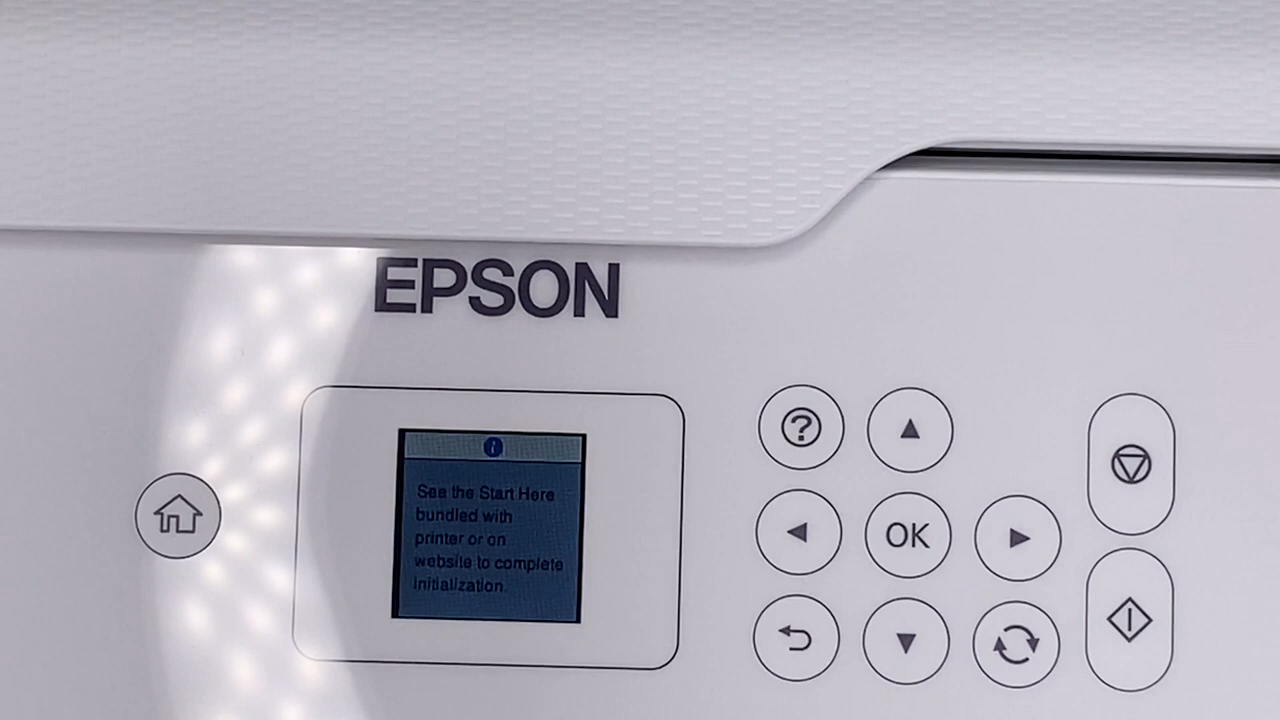 EPSON
i
See the Start Here
bundled with
printer or on
website to complete
initialization.
?
OK